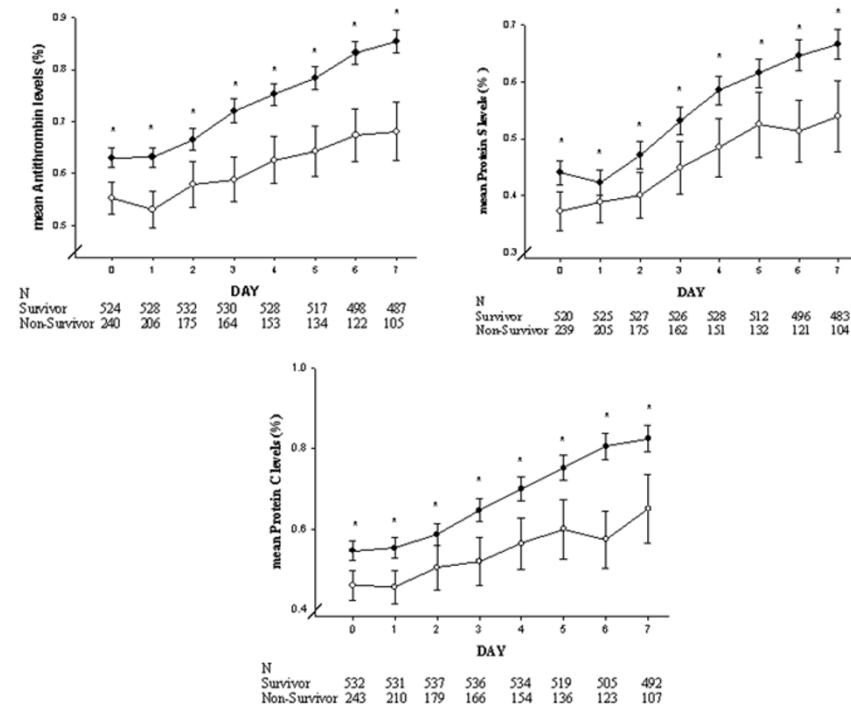 mean Antithrombin levels (%)
0.9
0.8
0.7
0.6
0.5
* * * * * * * *
0 1 2 3 4 5 6 7
DAY
N
Survivor 524 528 532 530 528 517 498 487
Non-Survivor 240 206 175 164 153 134 122 105
mean Protein S levels (%)
0.7
0.6
0.5
0.4
0.3
* * * * * * * *
0 1 2 3 4 5 6 7
DAY
N
Survivor 520 525 527 526 528 512 496 483
Non-Survivor 239 205 175 162 151 132 121 104
mean Protein C levels (%)
1.0
0.8
0.6
0.4
* * * * * * * *
0 1 2 3 4 5 6 7
DAY
N
Survivor 532 531 537 536 534 519 505 492
Non-Survivor 243 210 179 166 154 136 123 107